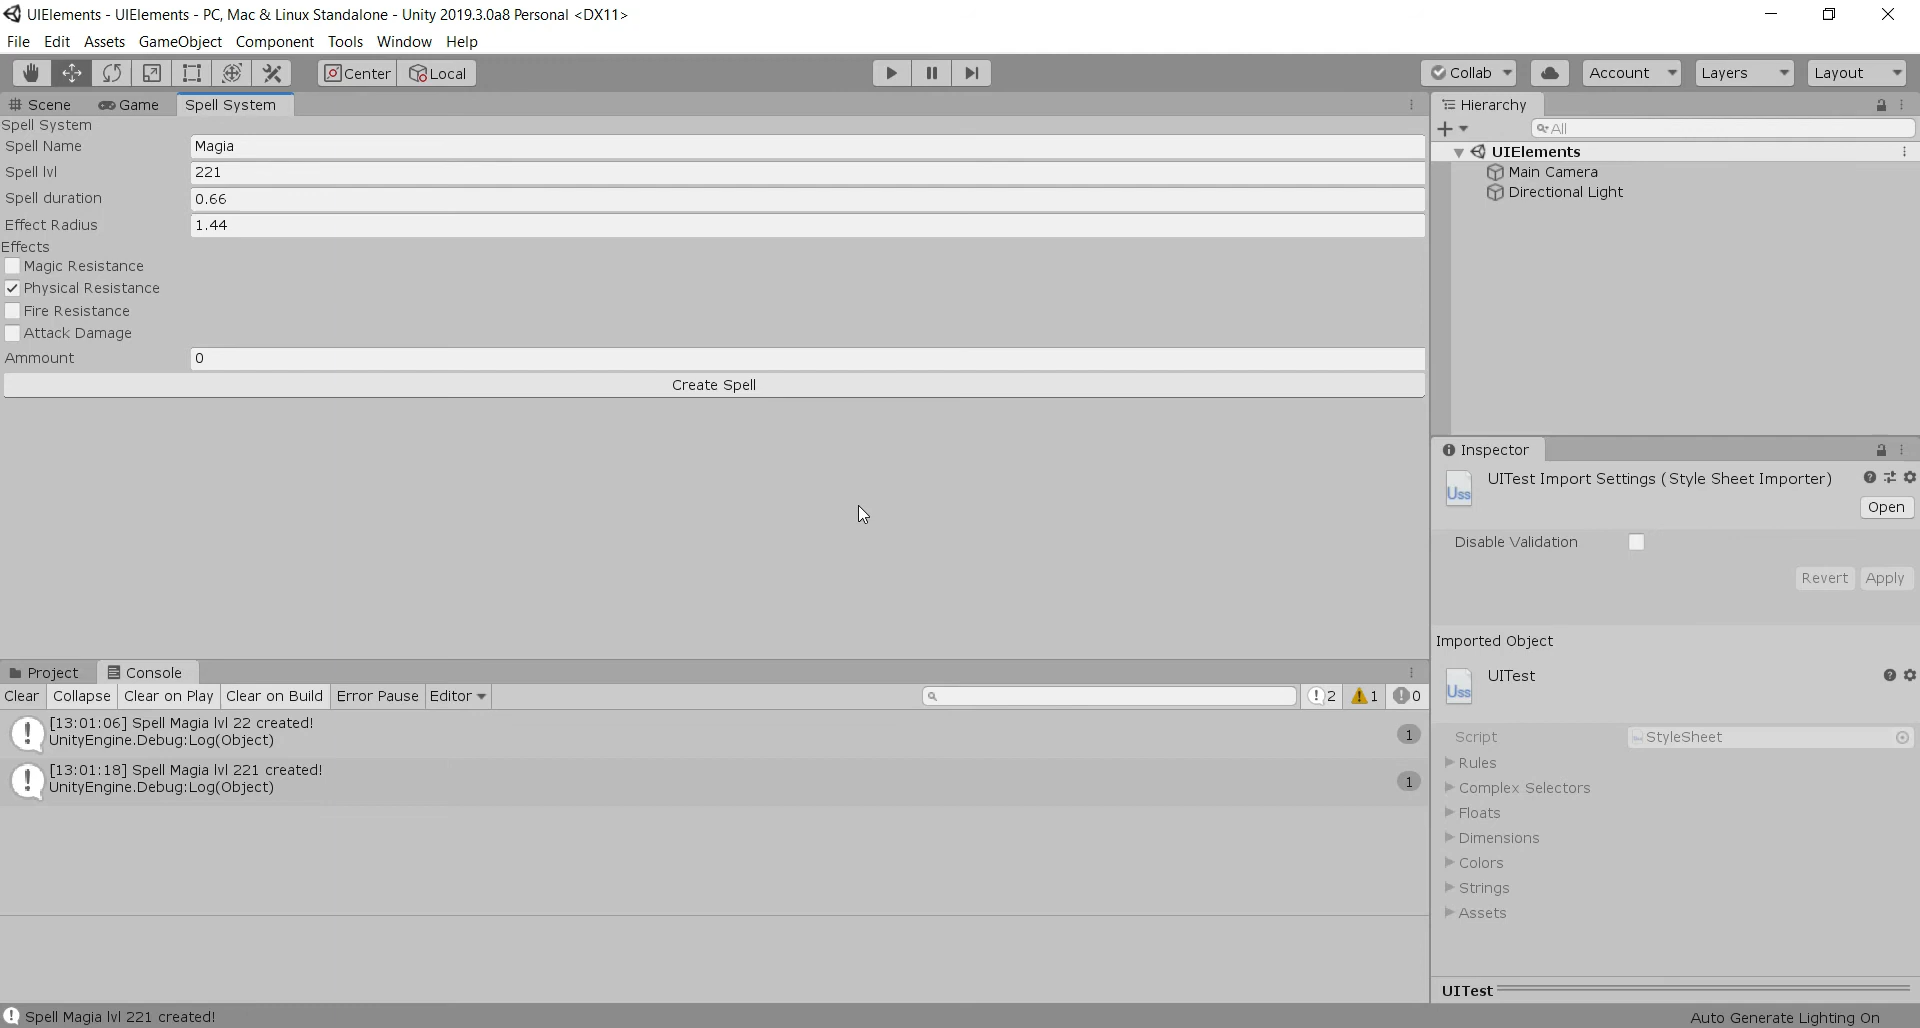 UIElements - UIElements - PC, Mac & Linux Standalone - Unity 2019.3.0a8 Personal <DX11>
File Edit Assets GameObject Component Tools Window Help
Center Local Collab Account Layers Layout
Scene Game Spell System
Spell System
Spell Name Magia
Spell lvl 221
Spell duration 0.66
Effect Radius 1.44
Effects
Magic Resistance
Physical Resistance
Fire Resistance
Attack Damage
Ammount 0
Create Spell
Hierarchy
All
UIElements
Main Camera
Directional Light
Inspector
UITest Import Settings (Style Sheet Importer)
Uss
Open
Disable Validation
Revert Apply
Imported Object
UITest
Uss
Script StyleSheet
Rules
Complex Selectors
Floats
Dimensions
Colors
Strings
Assets
UITest
Project Console
Clear Collapse Clear on Play Clear on Build Error Pause Editor 2 1 0
[13:01:06] Spell Magia lvl 22 created!
UnityEngine.Debug:Log(Object)
1
[13:01:18] Spell Magia lvl 221 created!
UnityEngine.Debug:Log(Object)
1
Spell Magia lvl 221 created!
Auto Generate Lighting On